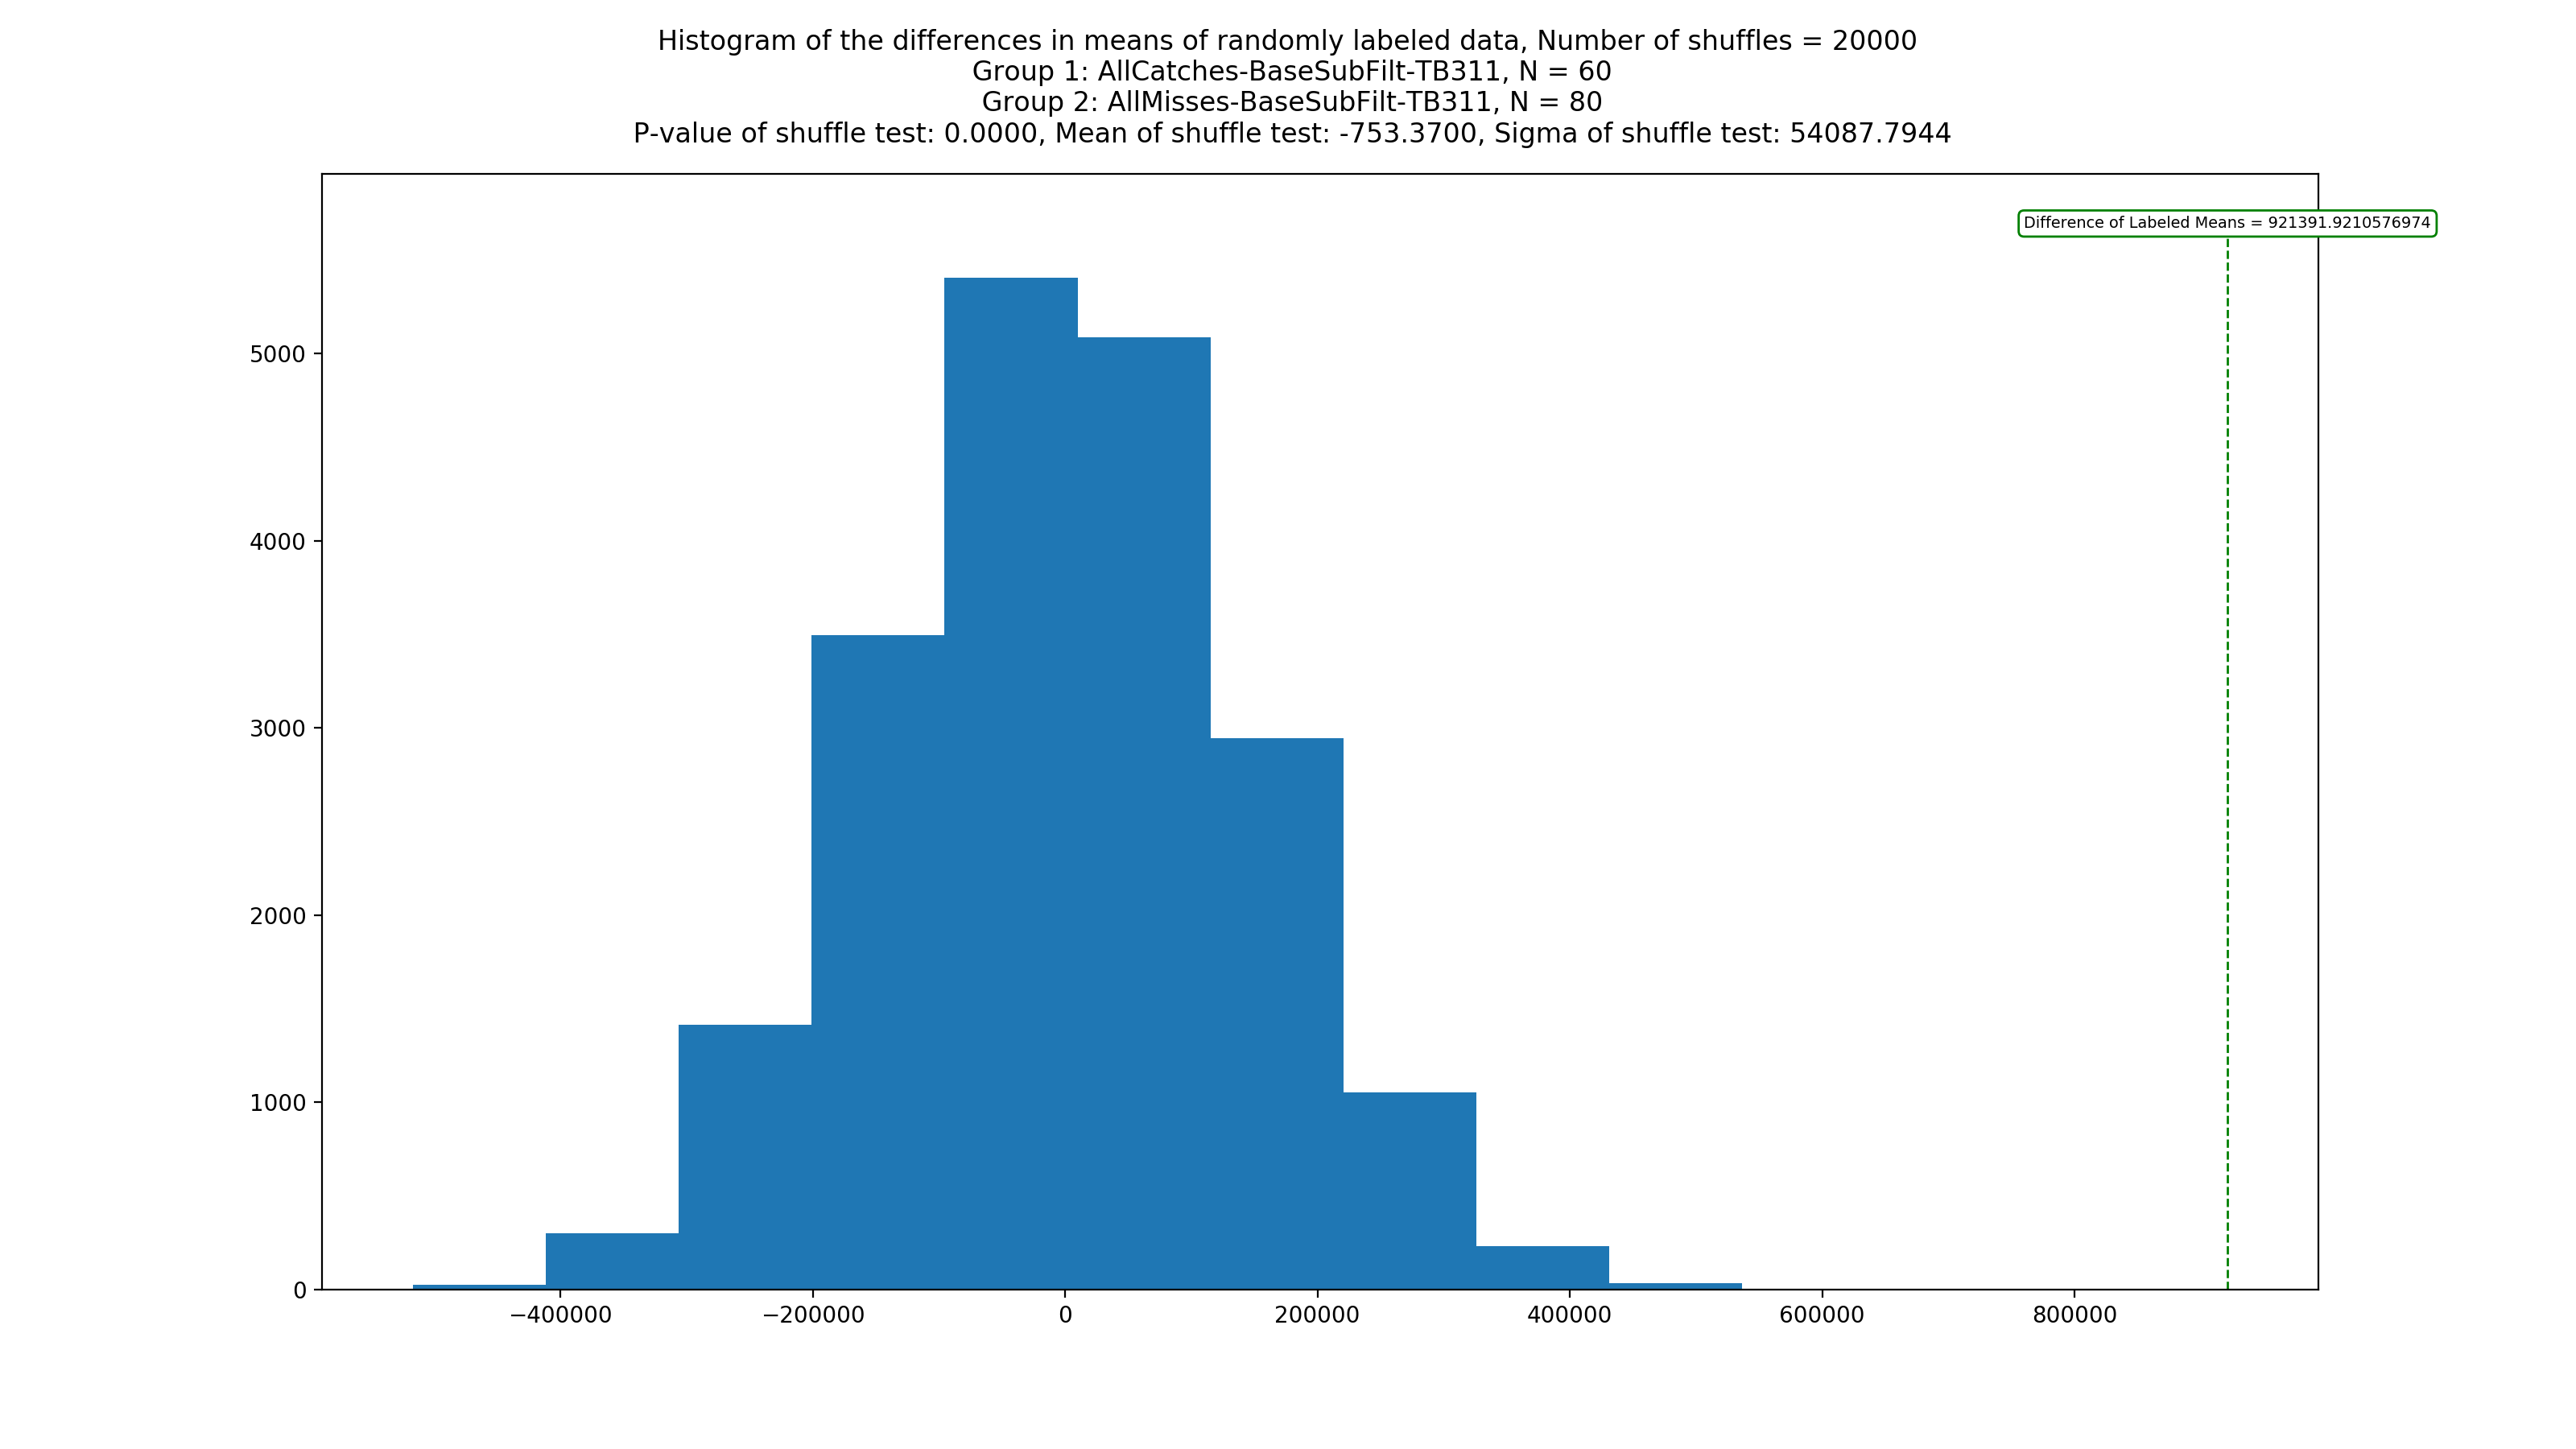 Histogram of the differences in means of randomly labeled data, Number of shuffles = 20000
Group 1: AllCatches-BaseSubFilt-TB311, N = 60
Group 2: AllMisses-BaseSubFilt-TB311, N = 80
P-value of shuffle test: 0.0000, Mean of shuffle test: -753.3700, Sigma of shuffle test: 54087.7944
Difference of Labeled Means = 921391.9210576974
5000
4000
3000
2000
1000
0
−400000 −200000 0 200000 400000 600000 800000